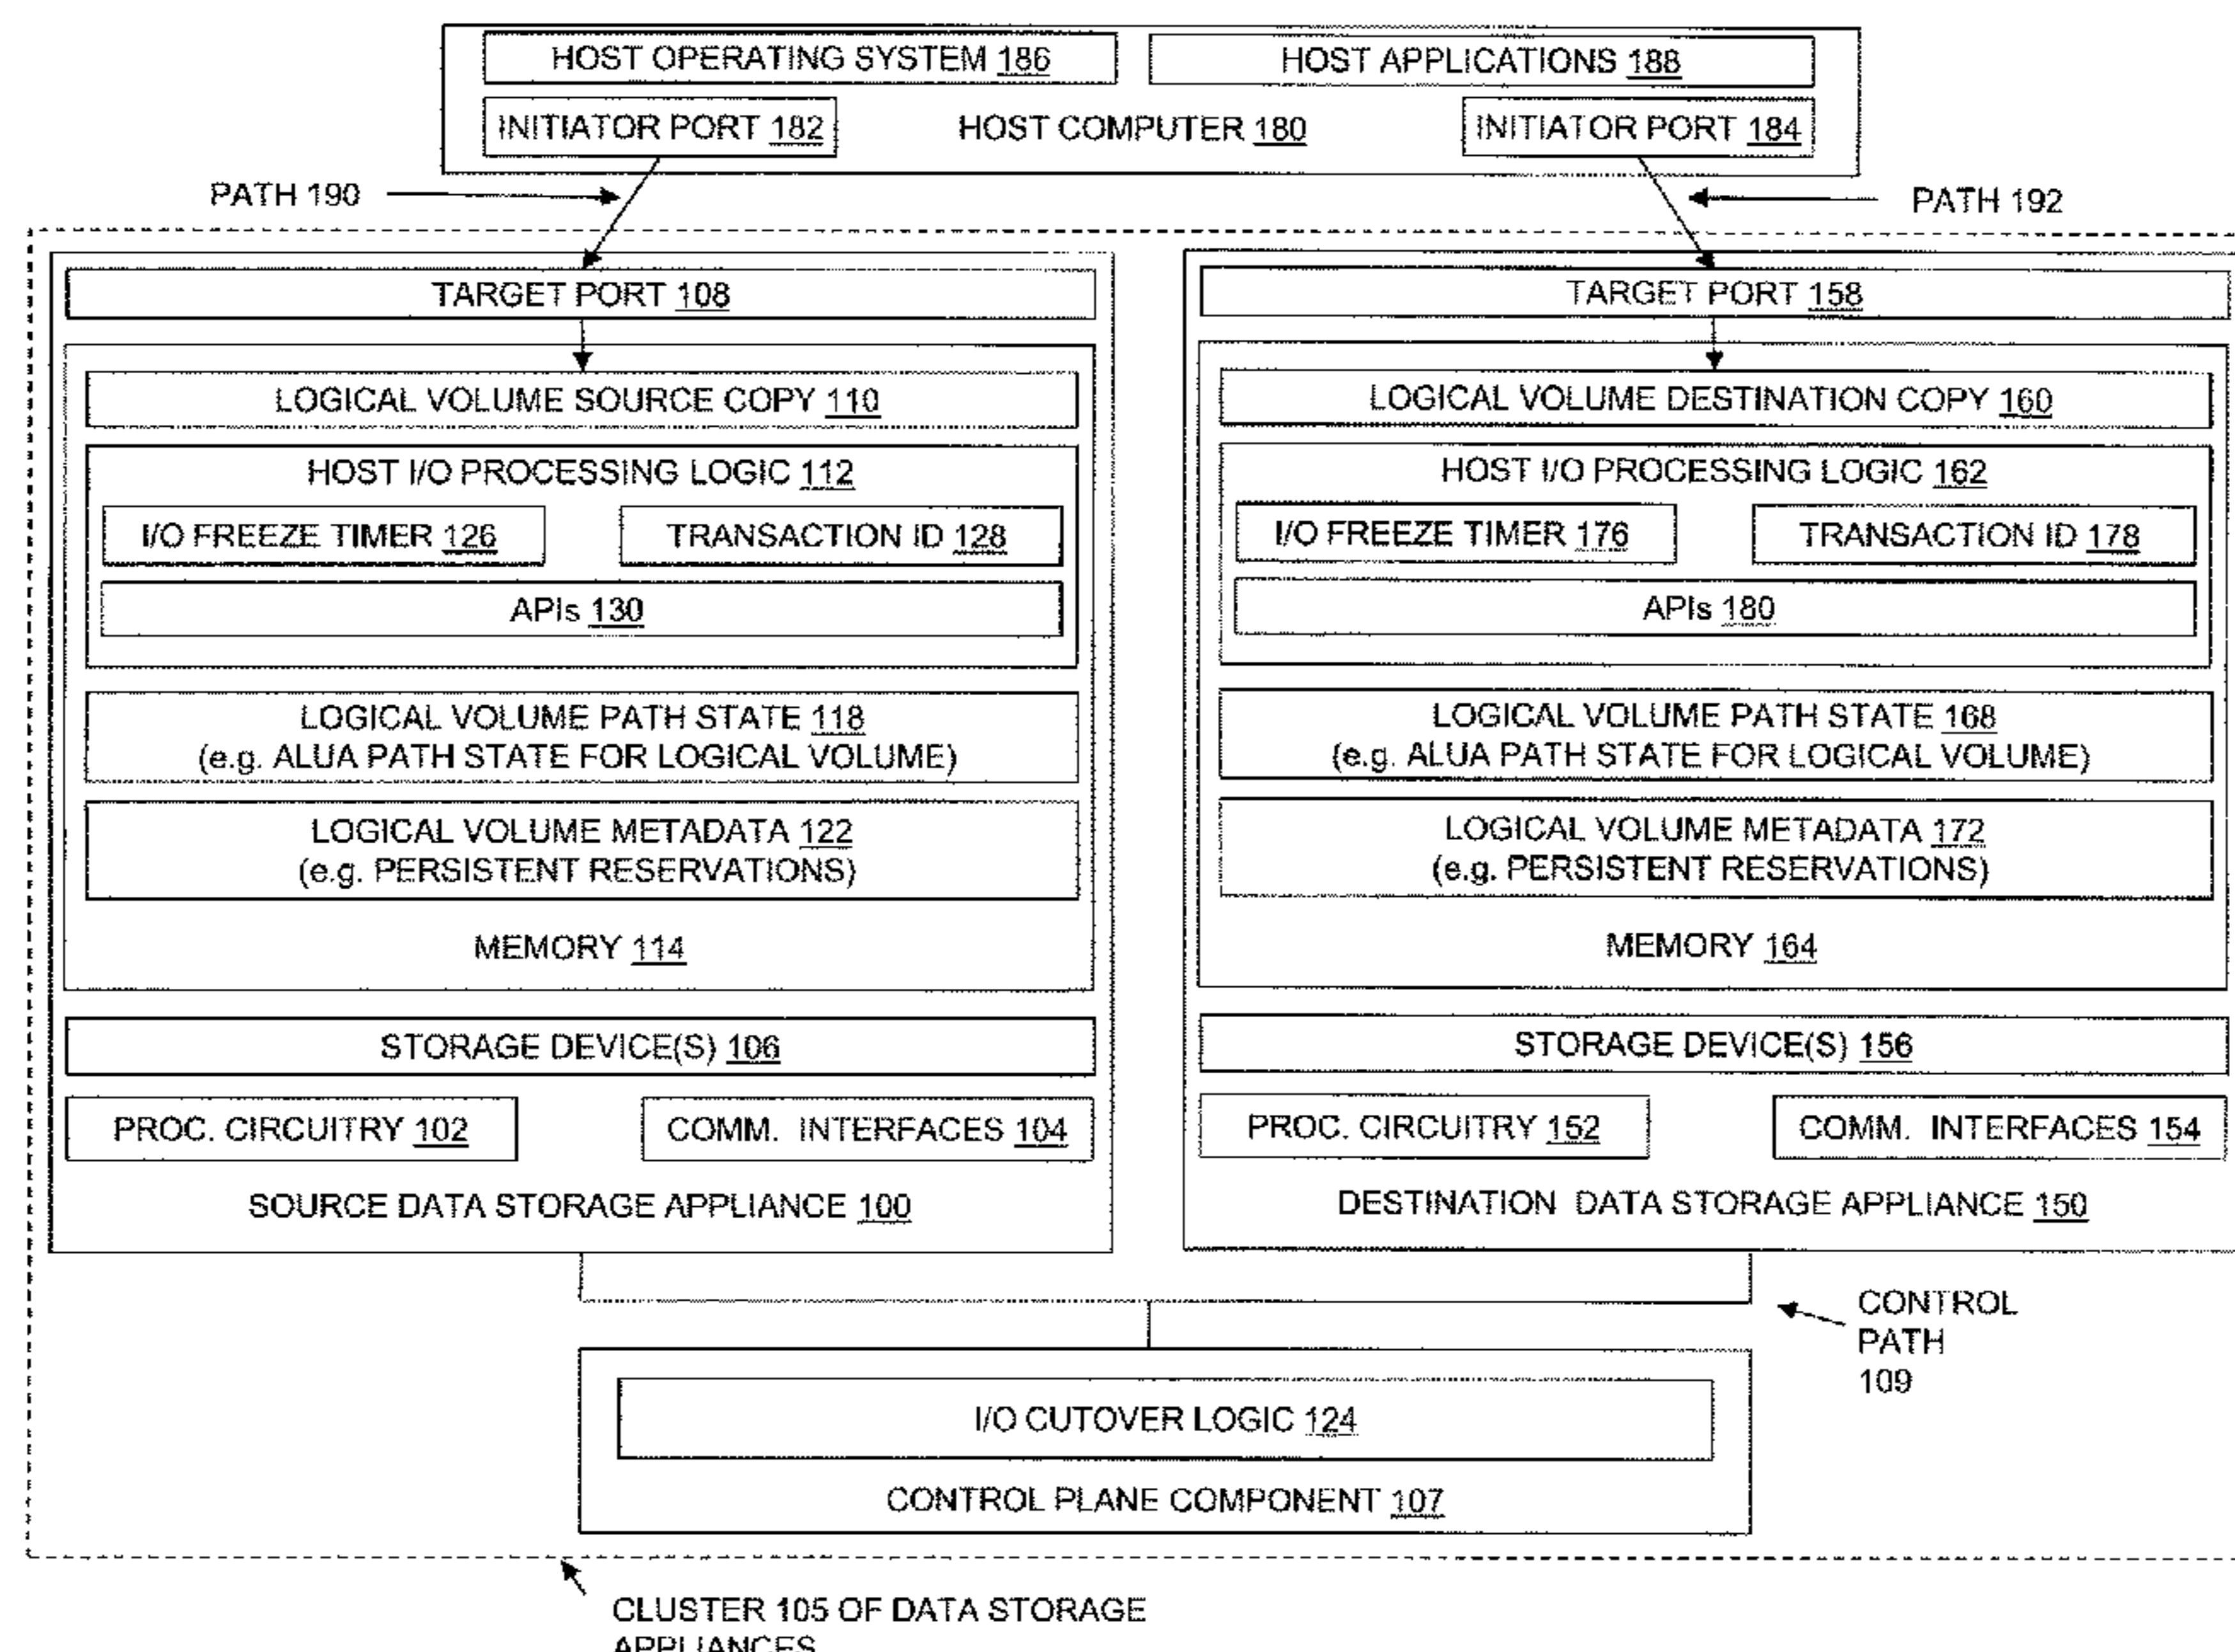 HOST OPERATING SYSTEM 186
HOST APPLICATIONS 188
INITIATOR PORT 182
HOST COMPUTER 180
INITIATOR PORT 184
PATH 190
PATH 192
TARGET PORT 108
LOGICAL VOLUME SOURCE COPY 110
HOST I/O PROCESSING LOGIC 112
I/O FREEZE TIMER 126
TRANSACTION ID 128
APIs 130
LOGICAL VOLUME PATH STATE 118
(e.g. ALUA PATH STATE FOR LOGICAL VOLUME)
LOGICAL VOLUME METADATA 122
(e.g. PERSISTENT RESERVATIONS)
MEMORY 114
STORAGE DEVICE(S) 106
PROC. CIRCUITRY 102
COMM. INTERFACES 104
SOURCE DATA STORAGE APPLIANCE 100
TARGET PORT 158
LOGICAL VOLUME DESTINATION COPY 160
HOST I/O PROCESSING LOGIC 162
I/O FREEZE TIMER 176
TRANSACTION ID 178
APIs 180
LOGICAL VOLUME PATH STATE 168
(e.g. ALUA PATH STATE FOR LOGICAL VOLUME)
LOGICAL VOLUME METADATA 172
(e.g. PERSISTENT RESERVATIONS)
MEMORY 164
STORAGE DEVICE(S) 156
PROC. CIRCUITRY 152
COMM. INTERFACES 154
DESTINATION DATA STORAGE APPLIANCE 150
CONTROL
PATH
109
I/O CUTOVER LOGIC 124
CONTROL PLANE COMPONENT 107
CLUSTER 105 OF DATA STORAGE
APPLIANCES